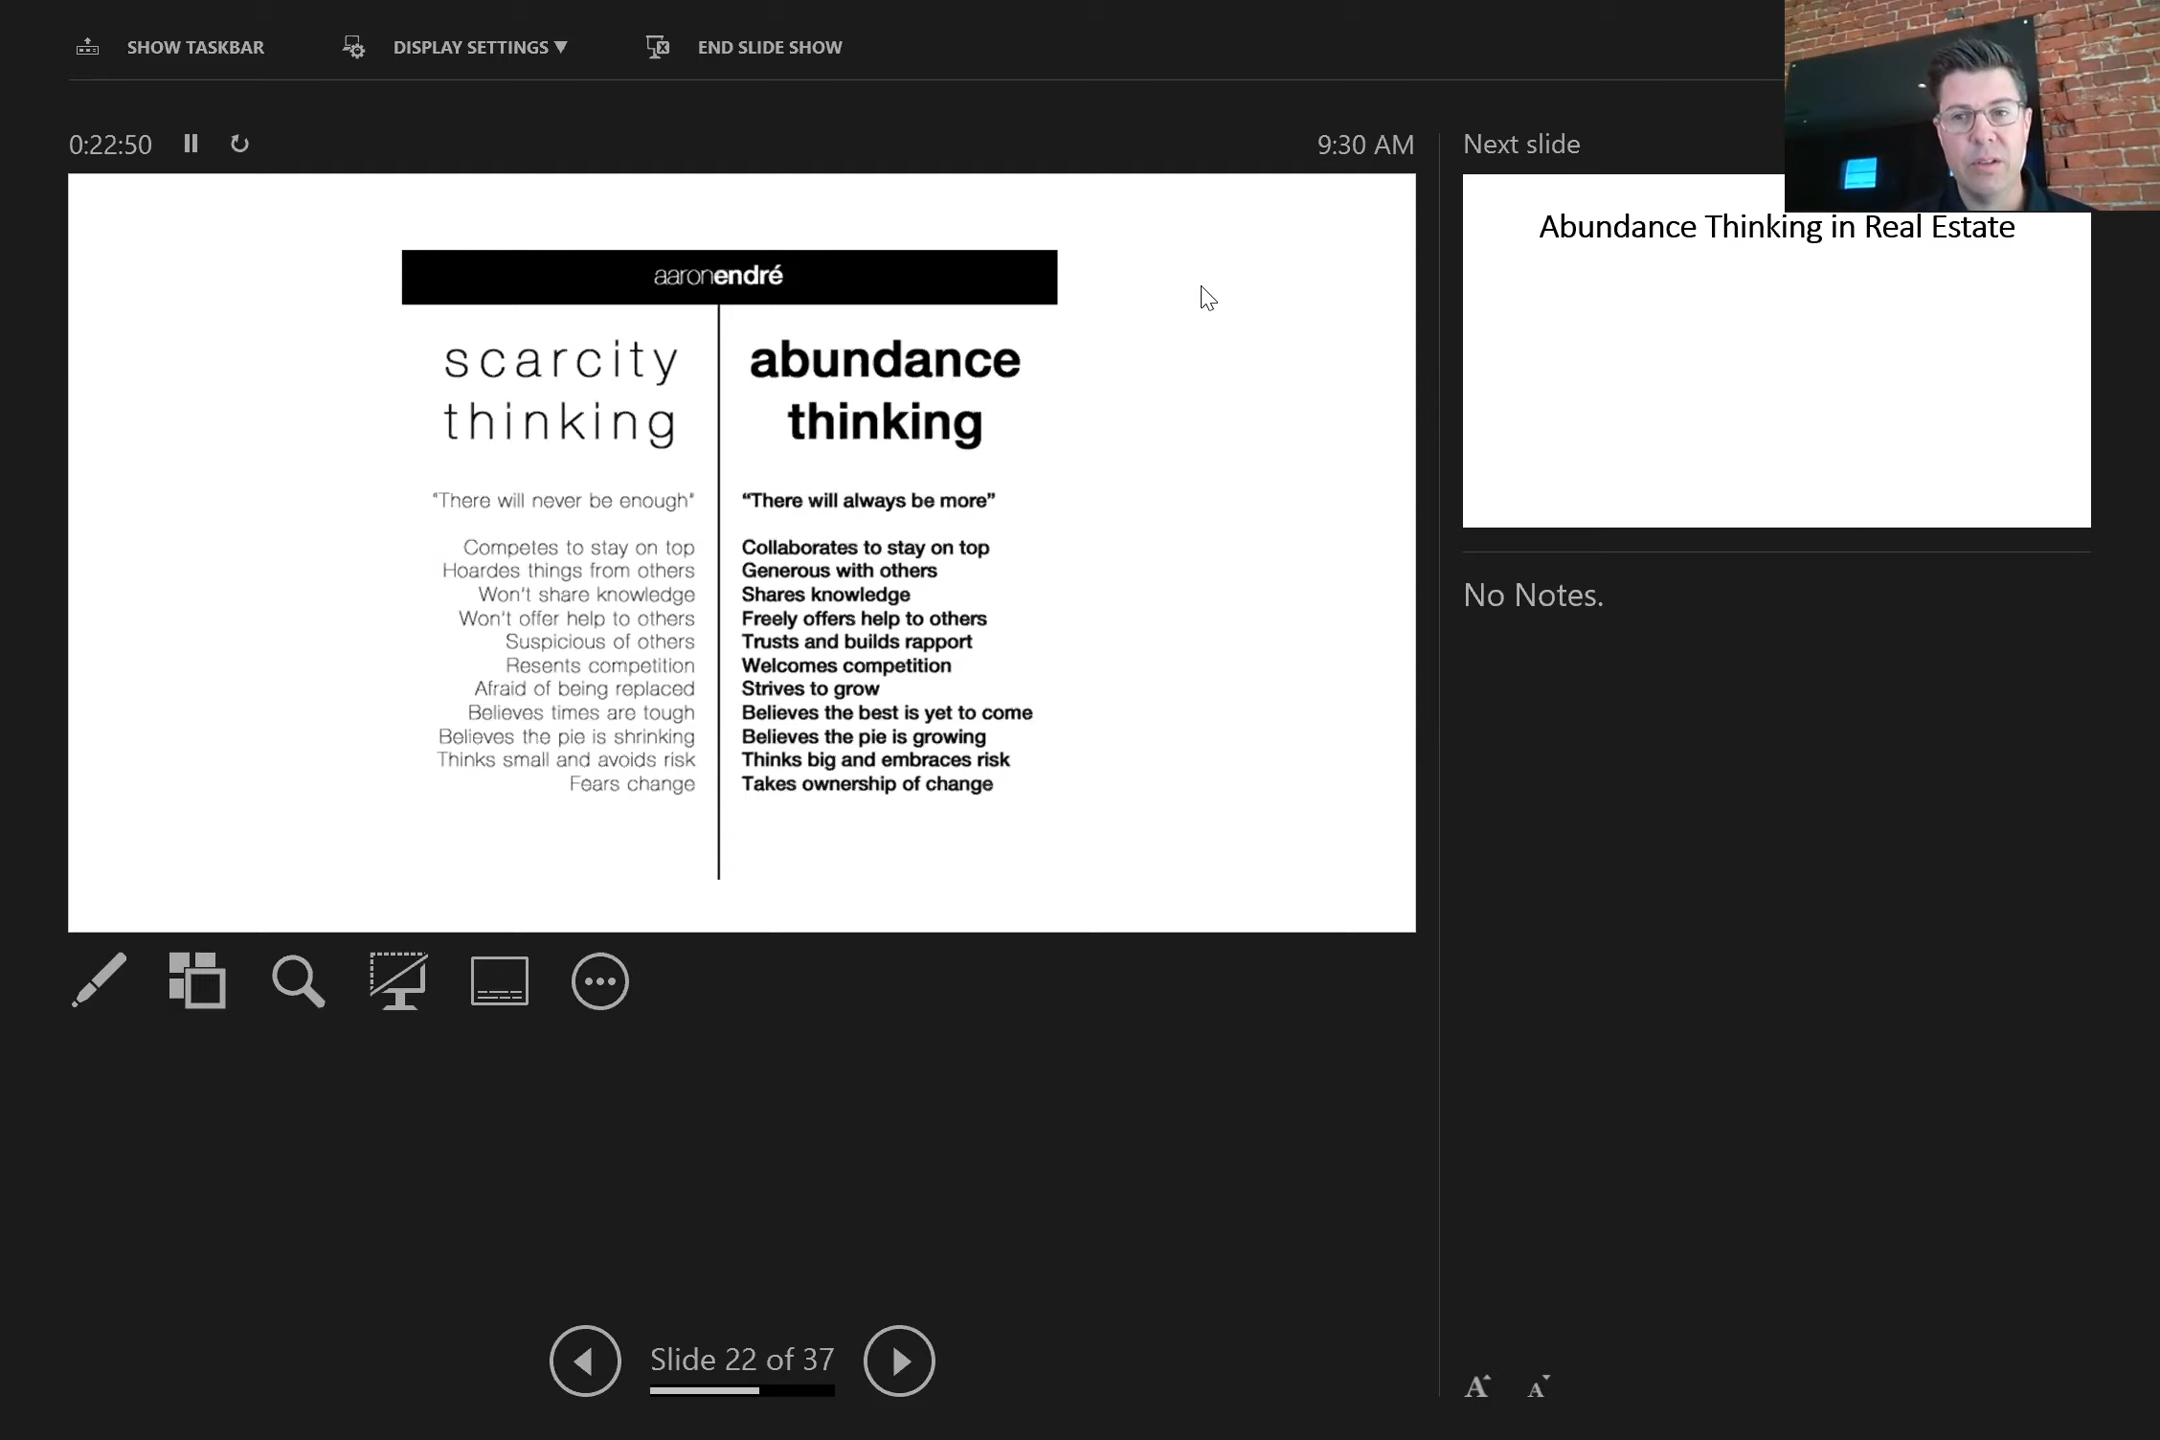 SHOW TASKBAR
DISPLAY SETTINGS ▼
END SLIDE SHOW
0:22:50
9:30 AM
Next slide
aaronendré
scarcity
thinking
"There will never be enough"
Competes to stay on top
Hoardes things from others
Won't share knowledge
Won't offer help to others
Suspicious of others
Resents competition
Afraid of being replaced
Believes times are tough
Believes the pie is shrinking
Thinks small and avoids risk
Fears change
abundance
thinking
“There will always be more”
Collaborates to stay on top
Generous with others
Shares knowledge
Freely offers help to others
Trusts and builds rapport
Welcomes competition
Strives to grow
Believes the best is yet to come
Believes the pie is growing
Thinks big and embraces risk
Takes ownership of change
Abundance Thinking in Real Estate
No Notes.
Slide 22 of 37
A A